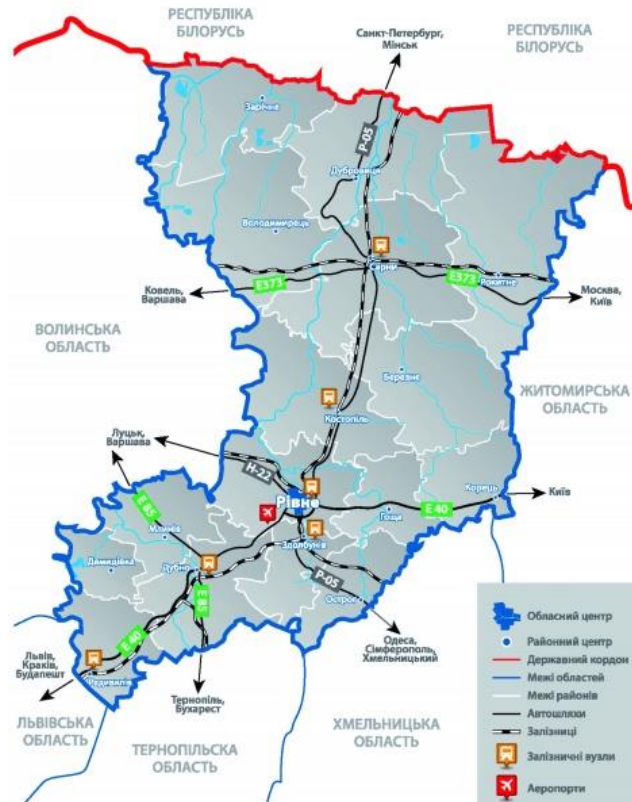 РЕСПУБЛІКА
БІЛОРУСЬ
Санкт-Петербург,
Мінськ
РЕСПУБЛІКА
БІЛОРУСЬ
Зарічне
Р-05
Дубровиця
Володимирець
Сарни
Рокитне
Е373
Е373
Ковель,
Варшава
Москва,
Київ
ВОЛИНСЬКА
ОБЛАСТЬ
Березне
ЖИТОМИРСЬКА
ОБЛАСТЬ
Костопіль
Луцьк,
Варшава
Н-22
Рівне
Корець
Київ
Е 85
Гоща
Е 40
Млинів
Здолбунів
Демидівка
Дубно
Р-05
Острог
Е 85
Е 40
Львів,
Краків,
Будапешт
Радивилів
Одеса,
Сімферополь,
Хмельницький
Тернопіль,
Бухарест
ЛЬВІВСЬКА
ОБЛАСТЬ
ТЕРНОПІЛЬСКА
ОБЛАСТЬ
ХМЕЛЬНИЦЬКА
ОБЛАСТЬ
Обласний центр
Районний центр
Державний кордон
Межі областей
Межі районів
Автошляхи
Залізниці
Залізничні вузли
Аеропорти